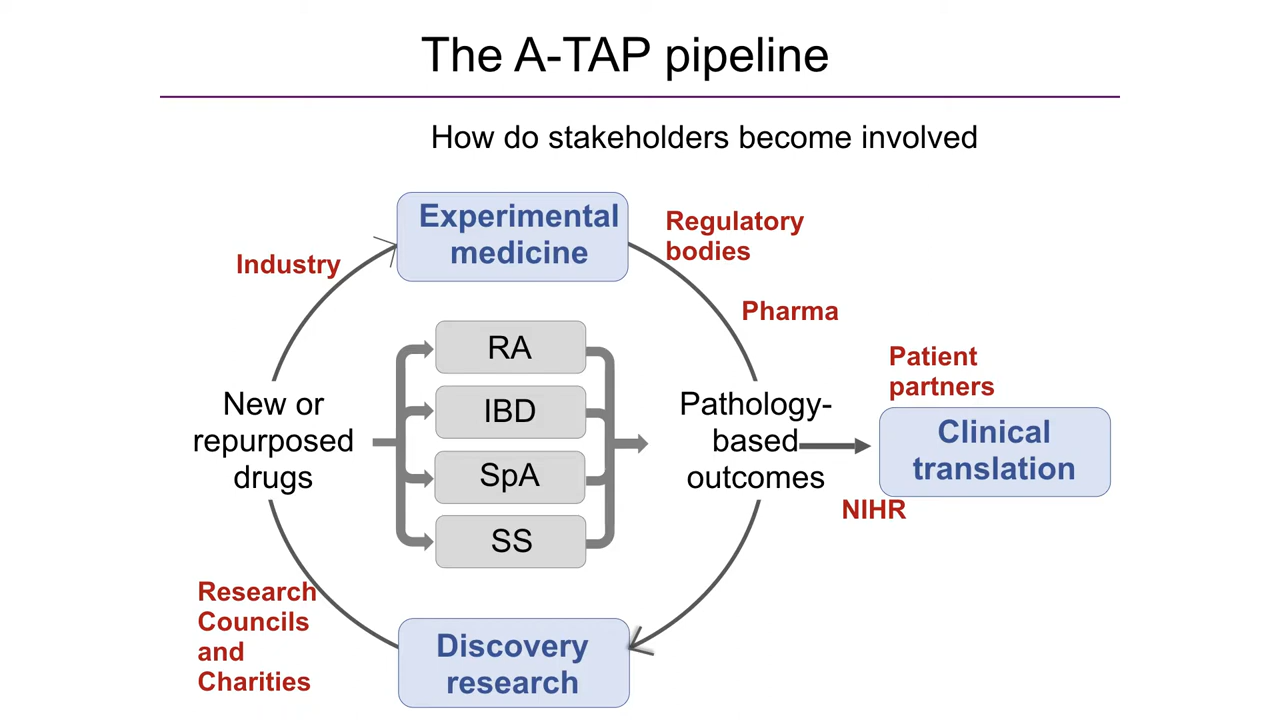 The A-TAP pipeline
How do stakeholders become involved
Experimental
medicine
Regulatory
bodies
Industry
Pharma
RA
IBD
SpA
SS
New or
repurposed
drugs
Pathology-
based
outcomes
Patient
partners
Clinical
translation
NIHR
Research
Councils
and
Charities
Discovery
research